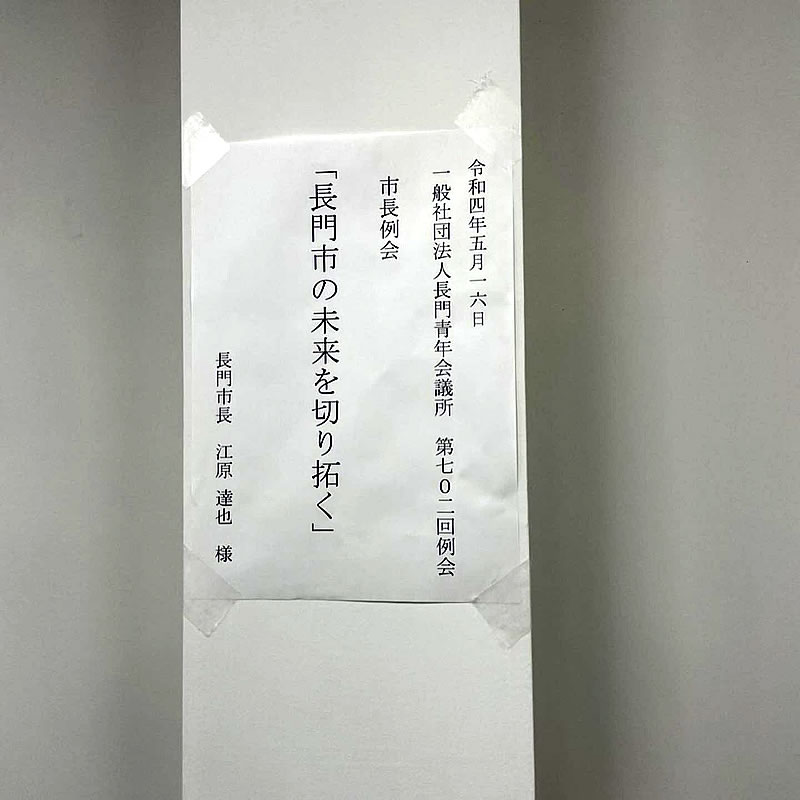 令和四年五月一六日
一般社団法人長門青年会議所　第七０二回例会
市長例会
「長門市の未来を切り拓く」
長門市長　江原　達也　様